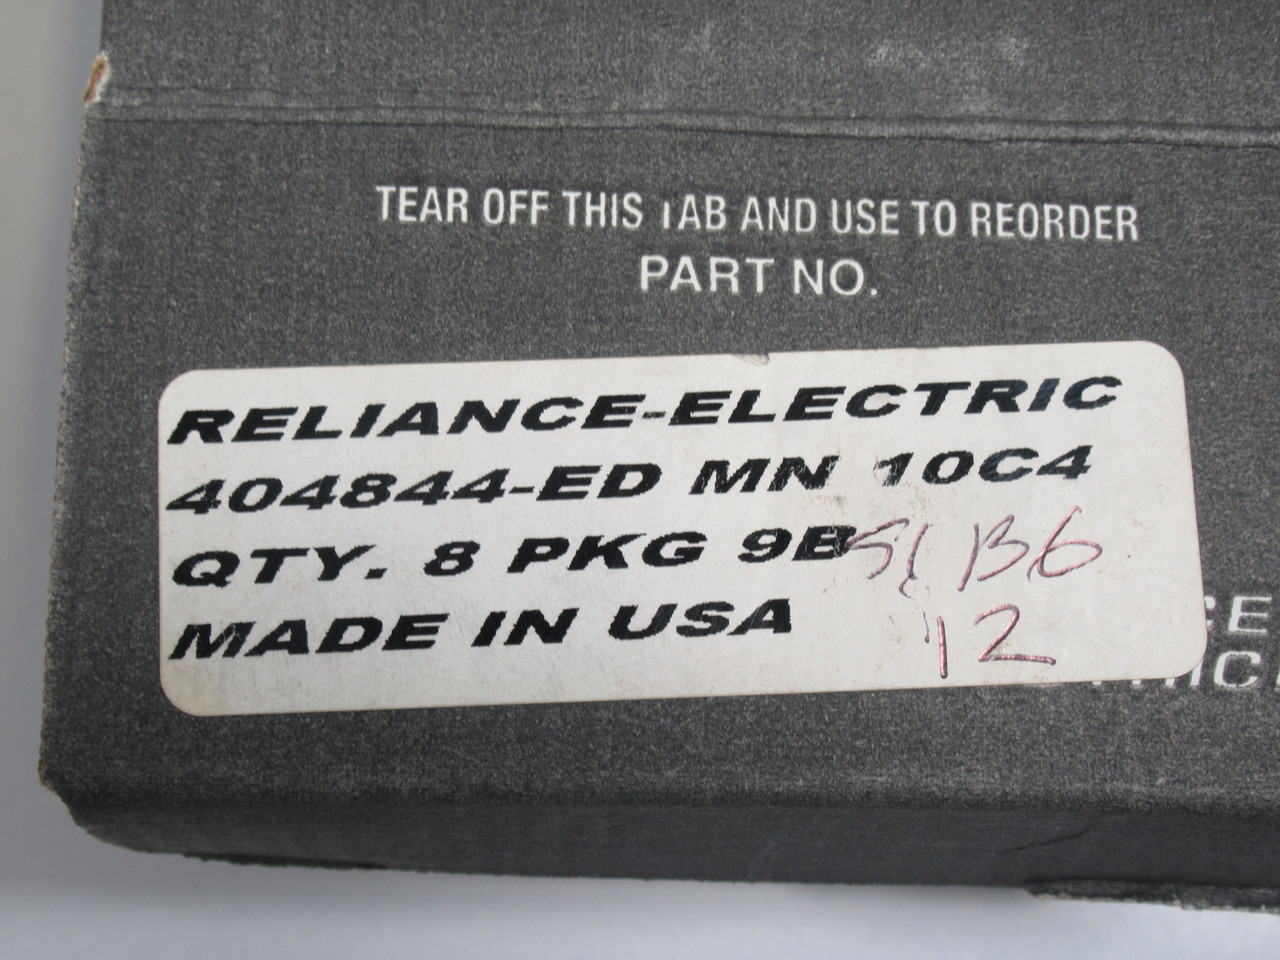 TEAR OFF THIS TAB AND USE TO REORDER
PART NO.
RELIANCE-ELECTRIC
404844-ED MN 10C4
QTY. 8 PKG 9B
B6
MADE IN USA
12